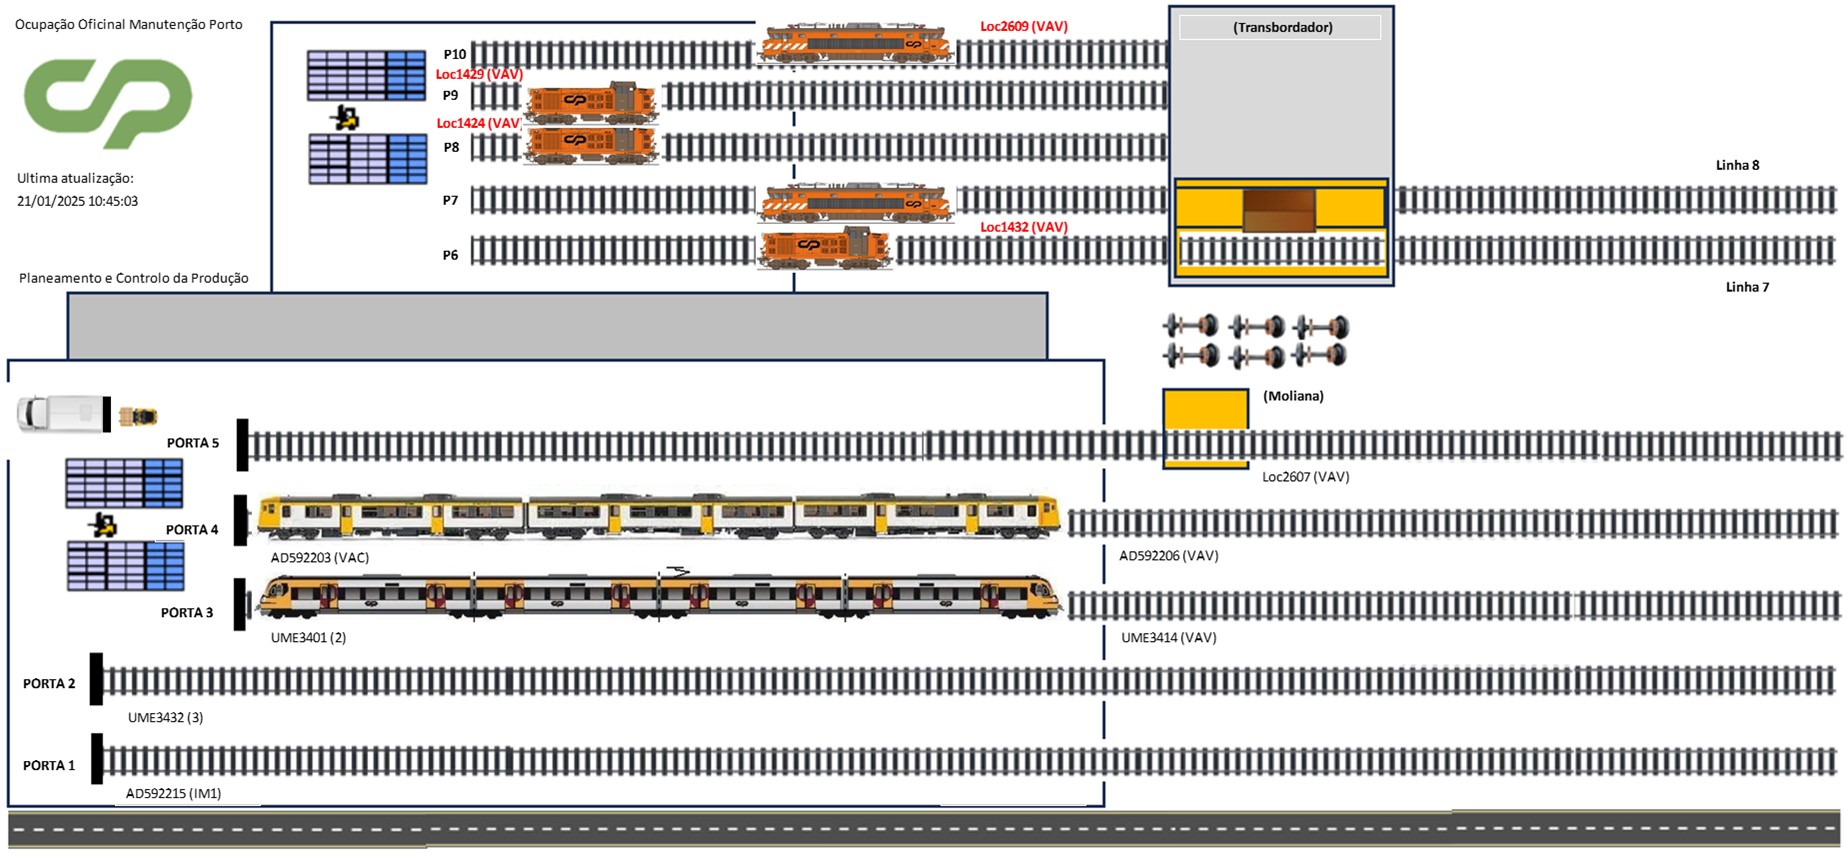 Ocupação Oficinal Manutenção Porto
CP
Ultima atualização:
21/01/2025 10:45:03
Planeamento e Controlo da Produção
P10
Loc2609 (VAV)
Loc1429 (VAV)
P9
Loc1424 (VAV)
P8
P7
Loc1432 (VAV)
P6
(Transbordador)
Linha 8
Linha 7
(Moliana)
PORTA 5
Loc2607 (VAV)
PORTA 4
AD592203 (VAC)
AD592206 (VAV)
PORTA 3
UME3401 (2)
UME3414 (VAV)
PORTA 2
UME3432 (3)
PORTA 1
AD592215 (IM1)